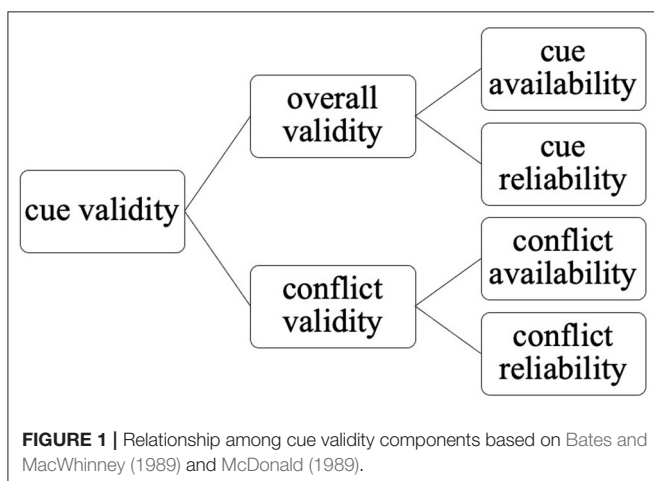 cue validity
overall
validity
conflict
validity
cue
availability
cue
reliability
conflict
availability
conflict
reliability
FIGURE 1 | Relationship among cue validity components based on Bates and
MacWhinney (1989) and McDonald (1989).